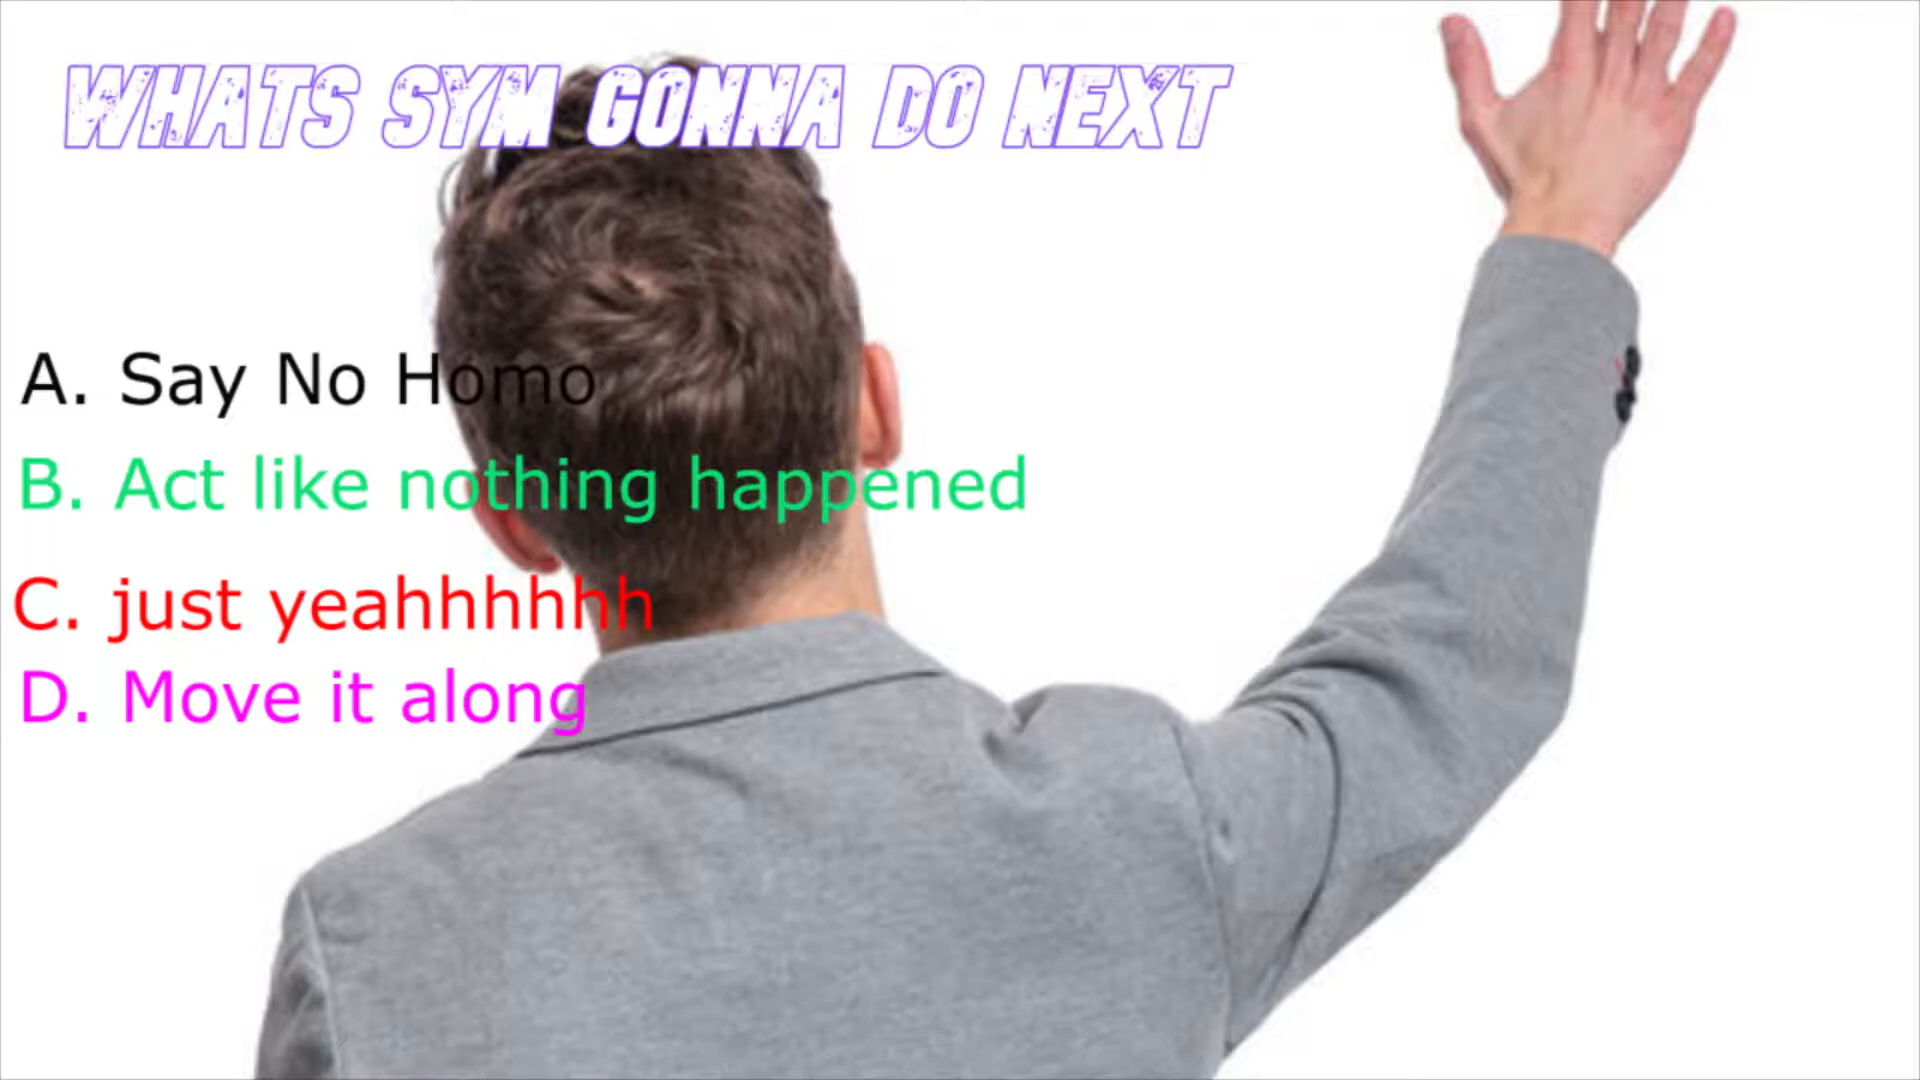 WHATS SYM GONNA DO NEXT
A. Say No Homo
B. Act like nothing happened
C. just yeahhhhhh
D. Move it along